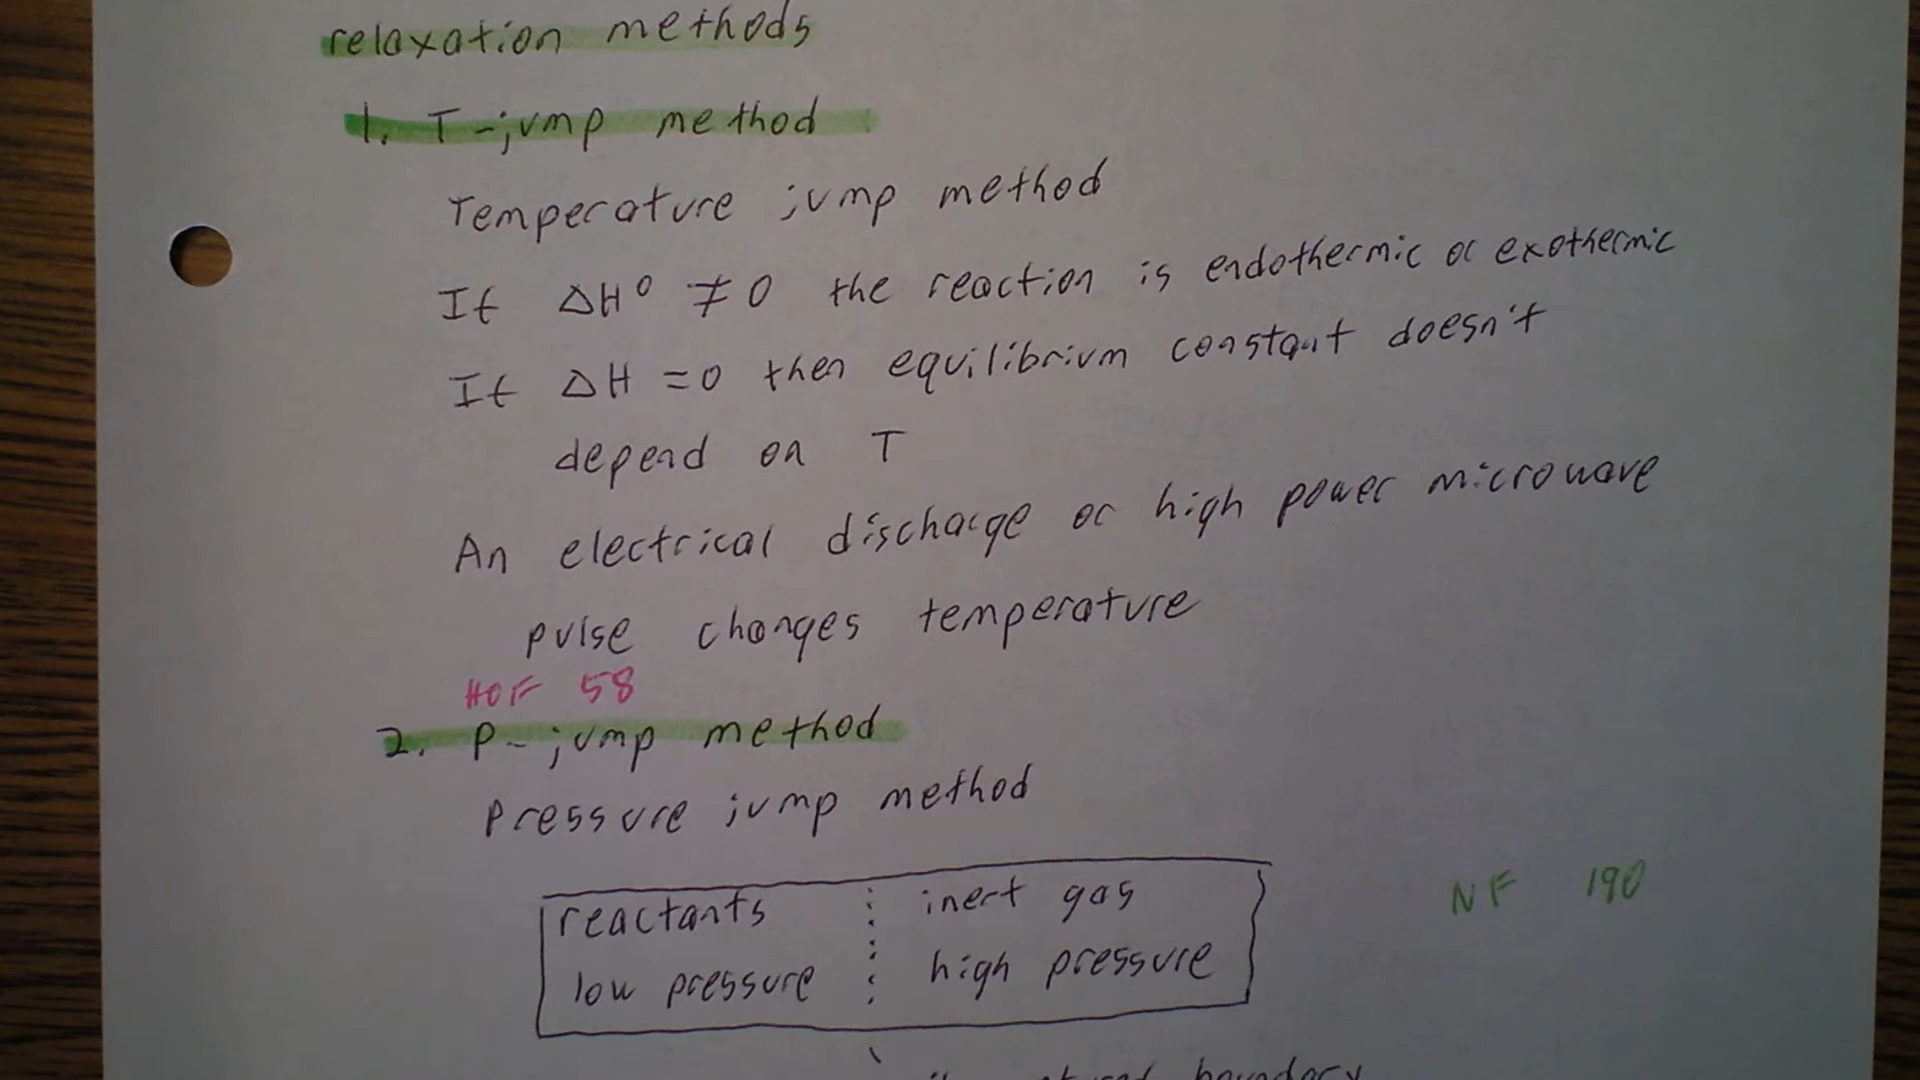 relaxation methods
1. T-jump method
Temperature jump method
If ΔH° ≠ 0 the reaction is endothermic or exothermic
If ΔH = 0 then equilibrium constant doesn't
depend on T
An electrical discharge or high power microwave
pulse changes temperature
HOF 58
2. P-jump method
Pressure jump method
reactants inert gas
low pressure high pressure
NF 190
boundary